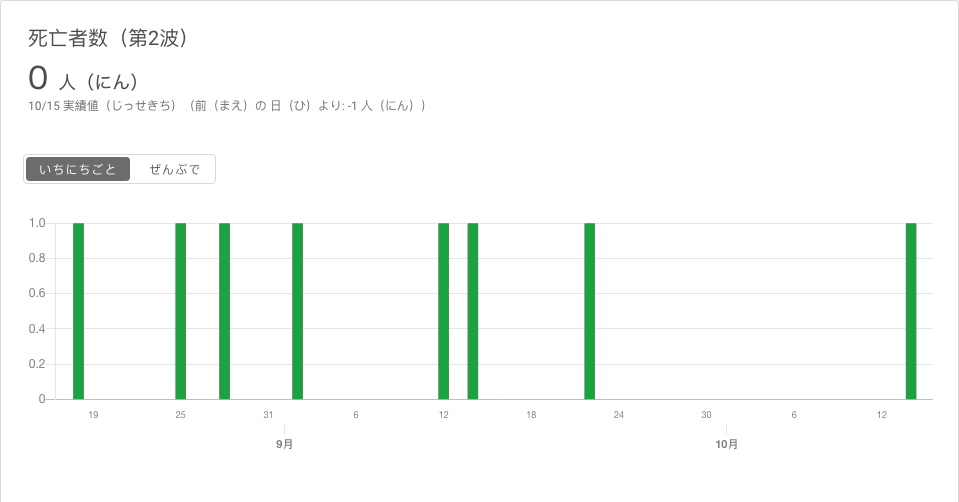 死亡者数（第2波）
0 人（にん）
10/15 実績値（じっせきち）（前（まえ）の 日（ひ）より: -1 人（にん））
いちにちごと ぜんぶで
1.0
0.8
0.6
0.4
0.2
0
19 25 31 6 12 18 24 30 6 12
9月 10月